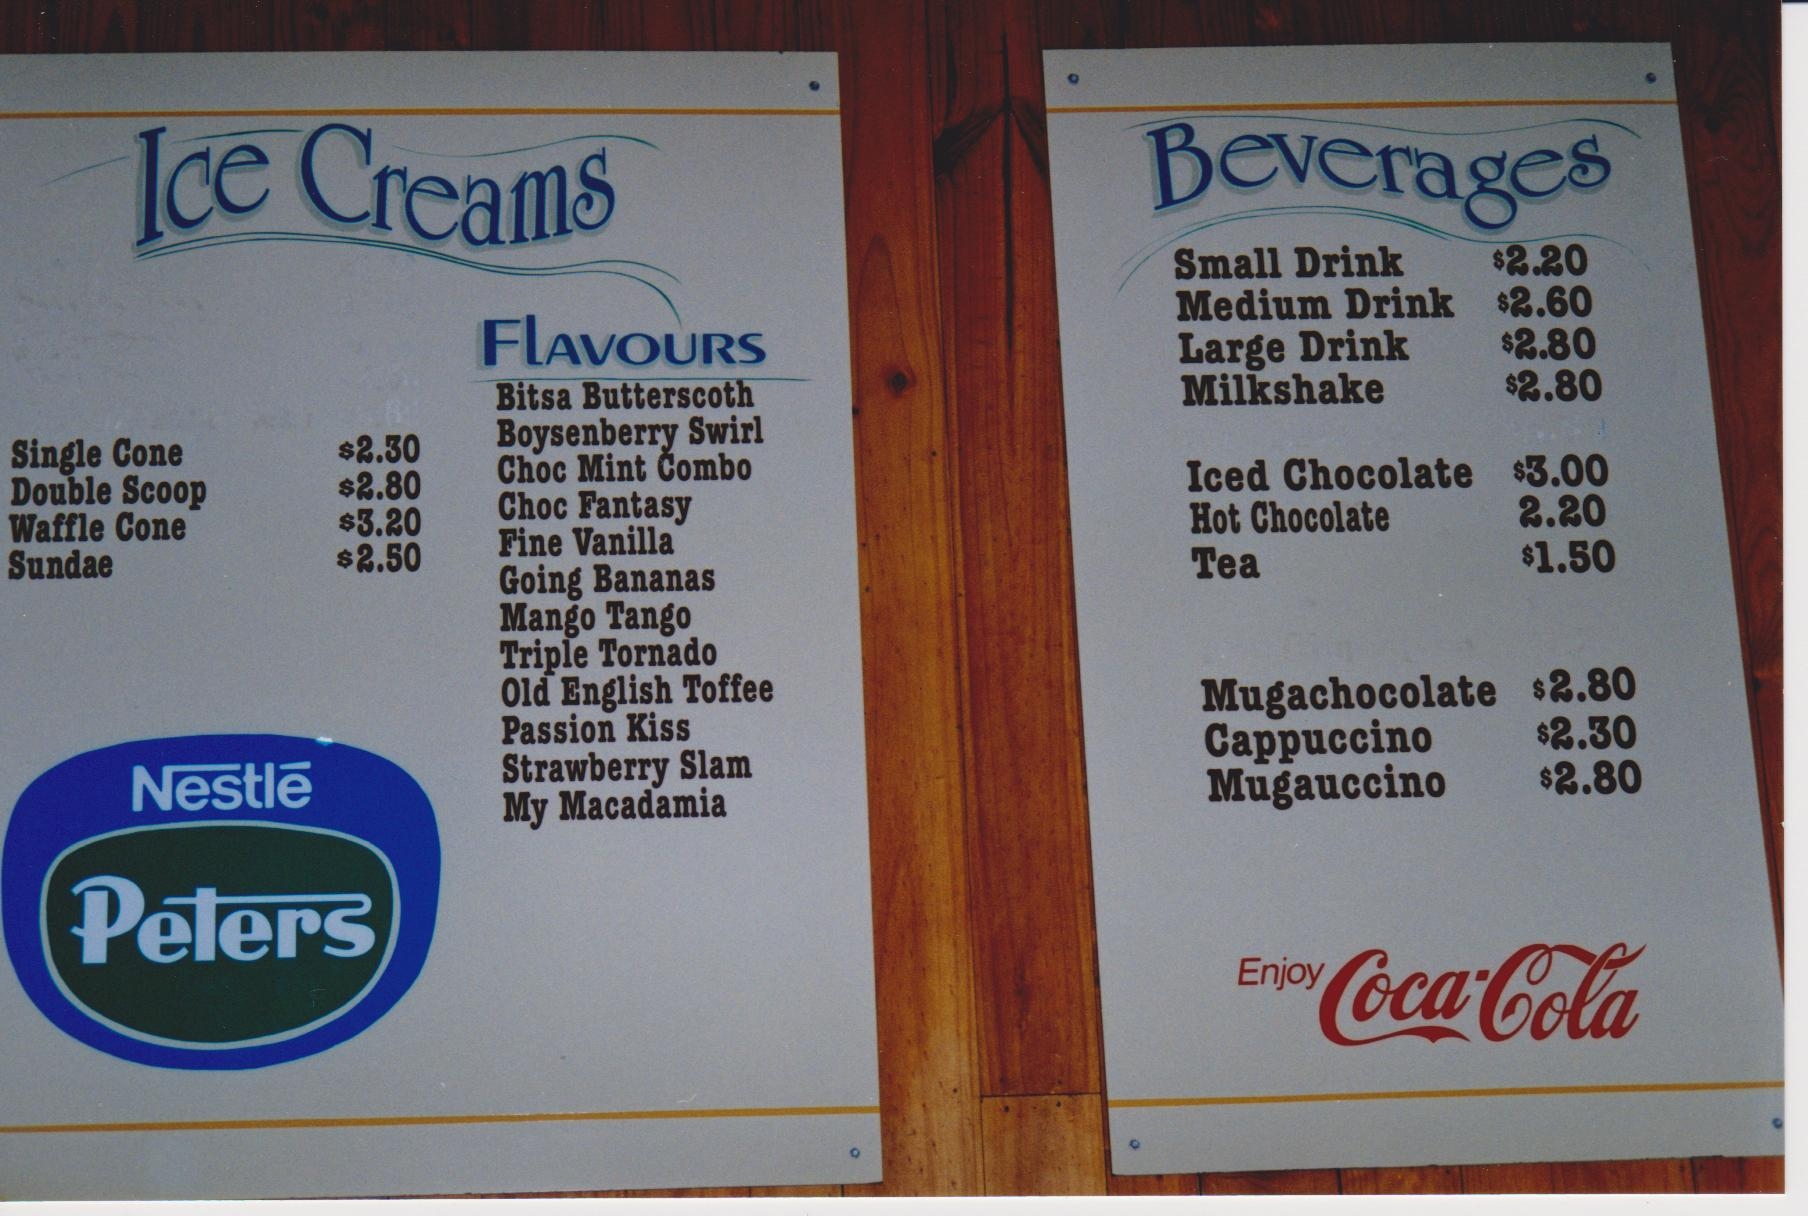 Ice Creams
Single Cone $2.30
Double Scoop $2.80
Waffle Cone $3.20
Sundae $2.50
Flavours
Bitsa Butterscoth
Boysenberry Swirl
Choc Mint Combo
Choc Fantasy
Fine Vanilla
Going Bananas
Mango Tango
Triple Tornado
Old English Toffee
Passion Kiss
Strawberry Slam
My Macadamia
Nestlé
Peters
Beverages
Small Drink $2.20
Medium Drink $2.60
Large Drink $2.80
Milkshake $2.80
Iced Chocolate $3.00
Hot Chocolate 2.20
Tea $1.50
Mugachocolate $2.80
Cappuccino $2.30
Mugauccino $2.80
Enjoy Coca-Cola